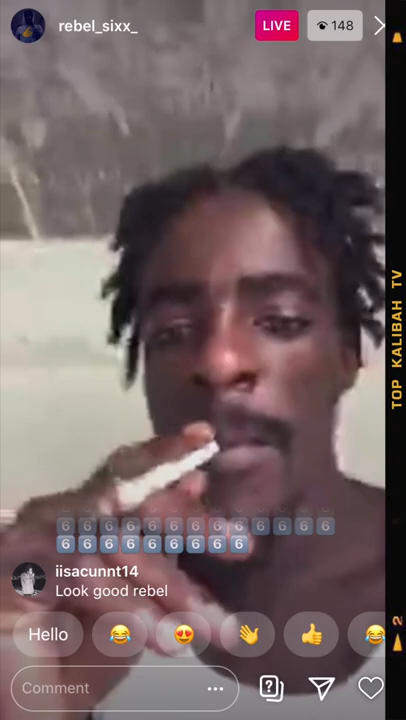 rebel_sixx_
LIVE
148
TOP KALIBAH TV
6 6 6 6 6 6 6 6 6 6 6 6 6
6 6 6 6 6 6 6 6 6
iisacunnt14
Look good rebel
Hello
2
Comment